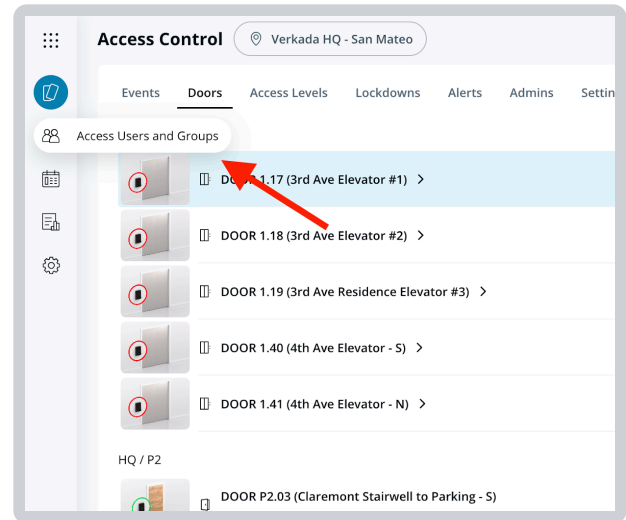 Access Control
Verkada HQ - San Mateo
Events Doors Access Levels Lockdowns Alerts Admins Settin
Access Users and Groups
DOOR 1.17 (3rd Ave Elevator #1)
DOOR 1.18 (3rd Ave Elevator #2)
DOOR 1.19 (3rd Ave Residence Elevator #3)
DOOR 1.40 (4th Ave Elevator - S)
DOOR 1.41 (4th Ave Elevator - N)
HQ / P2
DOOR P2.03 (Claremont Stairwell to Parking - S)